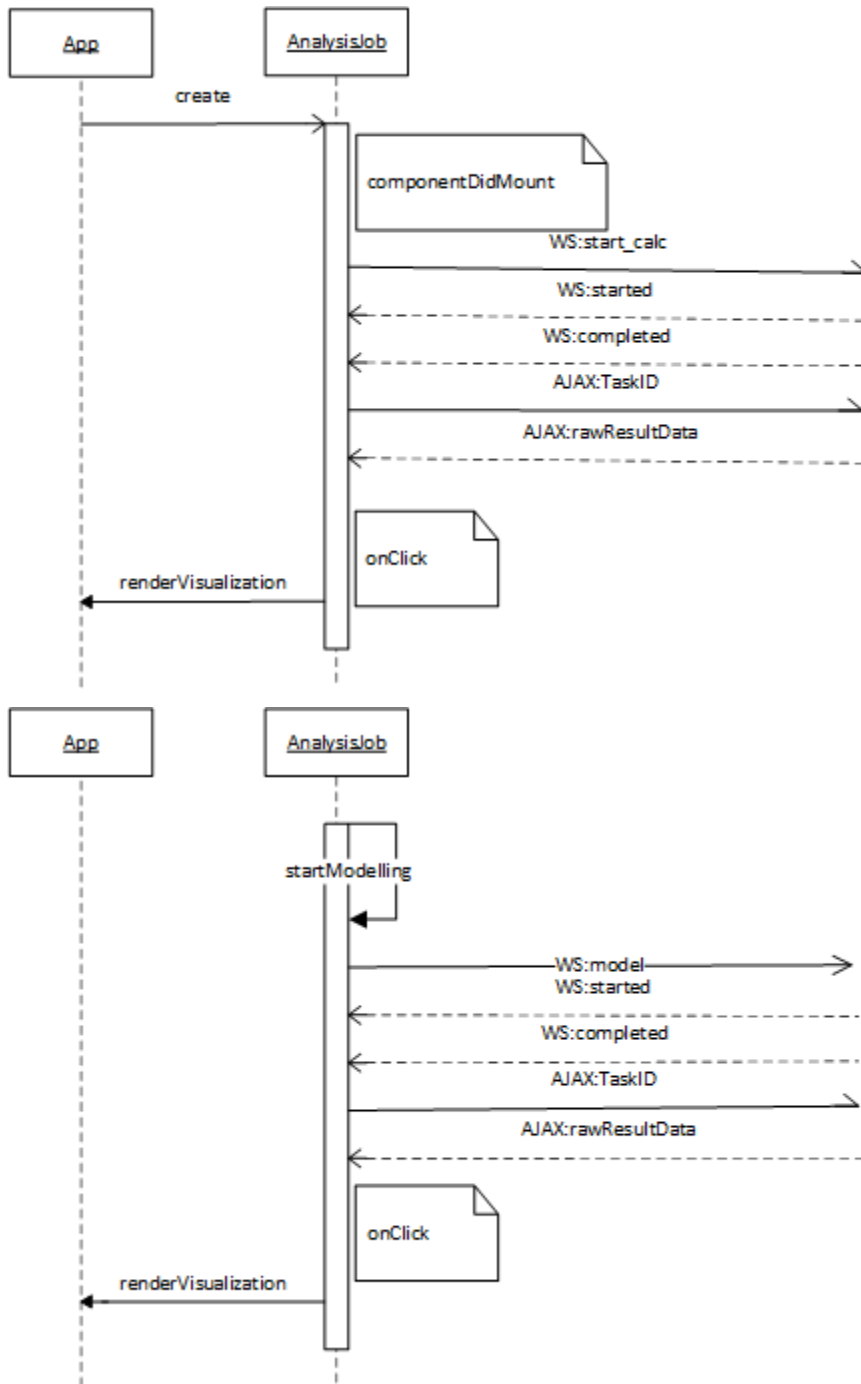 App
AnalysisJob
create
componentDidMount
WS:start_calc
WS:started
WS:completed
AJAX:TaskID
AJAX:rawResultData
onClick
renderVisualization
App
AnalysisJob
startModelling
WS:model
WS:started
WS:completed
AJAX:TaskID
AJAX:rawResultData
onClick
renderVisualization